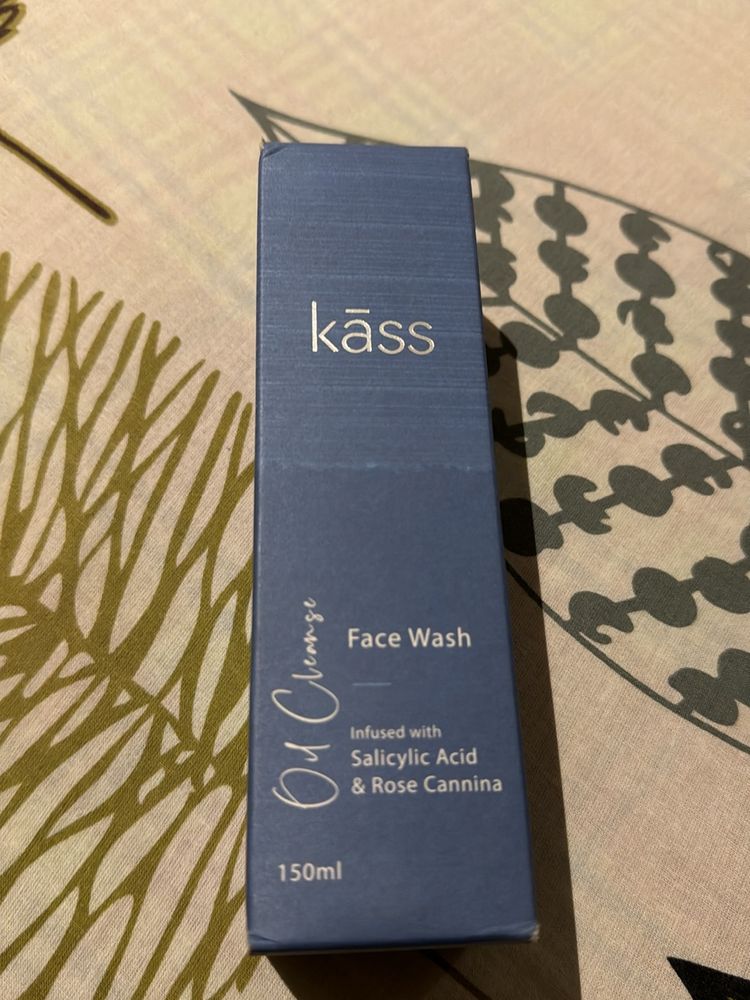 kāss
Oil Cleanse
Face Wash
Infused with
Salicylic Acid
& Rose Cannina
150ml